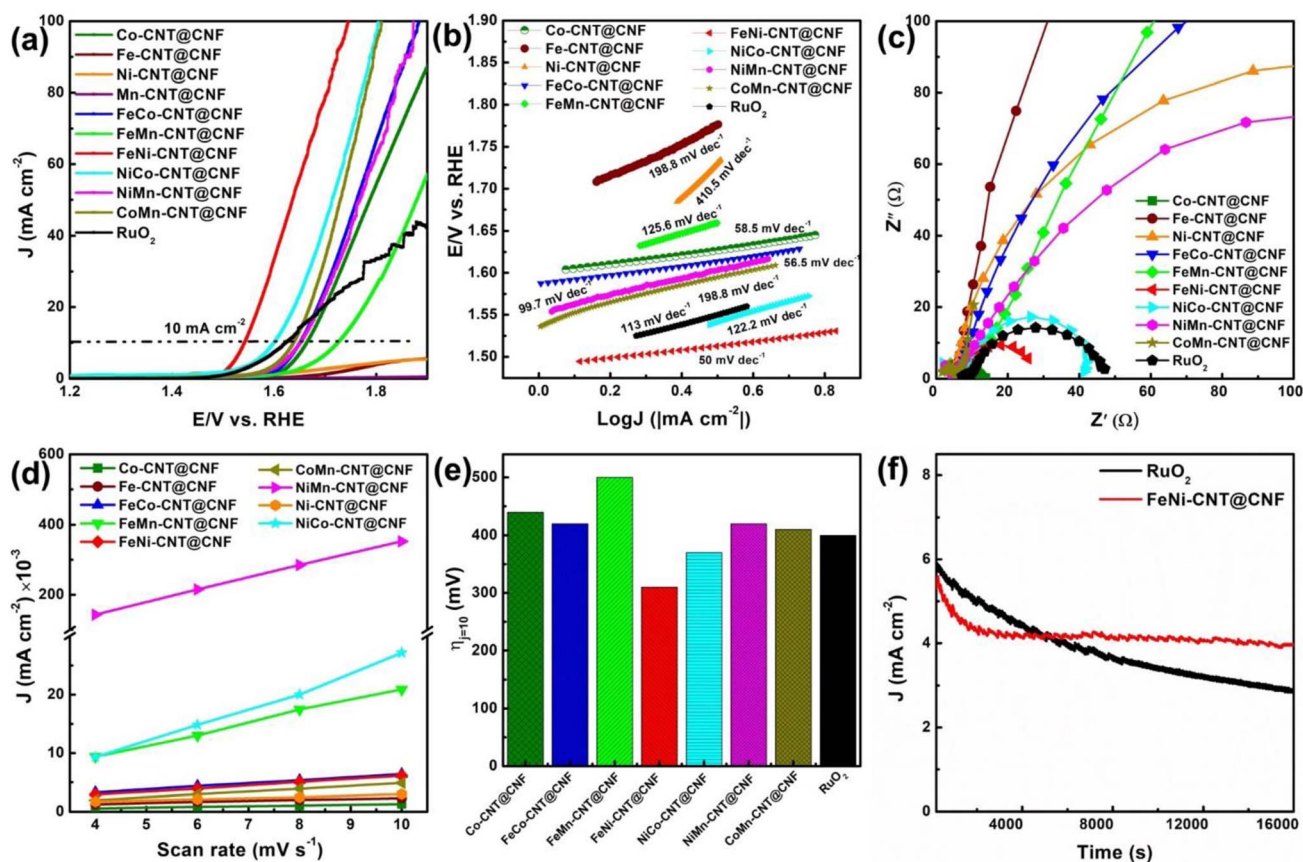 (a)
100
80
60
40
20
0
J (mA cm⁻²)
Co-CNT@CNF
Fe-CNT@CNF
Ni-CNT@CNF
Mn-CNT@CNF
FeCo-CNT@CNF
FeMn-CNT@CNF
FeNi-CNT@CNF
NiCo-CNT@CNF
NiMn-CNT@CNF
CoMn-CNT@CNF
RuO₂
10 mA cm⁻²
1.2 1.4 1.6 1.8
E/V vs. RHE
(b)
1.90
1.85
1.80
1.75
1.70
1.65
1.60
1.55
1.50
E/V vs. RHE
Co-CNT@CNF
Fe-CNT@CNF
Ni-CNT@CNF
FeCo-CNT@CNF
FeMn-CNT@CNF
FeNi-CNT@CNF
NiCo-CNT@CNF
NiMn-CNT@CNF
CoMn-CNT@CNF
RuO₂
198.8 mV dec⁻¹
410.5 mV dec⁻¹
125.6 mV dec⁻¹
58.5 mV dec⁻¹
56.5 mV dec⁻¹
99.7 mV dec⁻¹
198.8 mV dec⁻¹
113 mV dec⁻¹
122.2 mV dec⁻¹
50 mV dec⁻¹
0.0 0.2 0.4 0.6 0.8 1.0
LogJ (|mA cm⁻²|)
(c)
100
80
60
40
20
0
Z″ (Ω)
Co-CNT@CNF
Fe-CNT@CNF
Ni-CNT@CNF
FeCo-CNT@CNF
FeMn-CNT@CNF
FeNi-CNT@CNF
NiCo-CNT@CNF
NiMn-CNT@CNF
CoMn-CNT@CNF
RuO₂
0 20 40 60 80 100
Z′ (Ω)
(d)
600
400
200
20
10
0
J (mA cm⁻²) ×10⁻³
Co-CNT@CNF
Fe-CNT@CNF
FeCo-CNT@CNF
FeMn-CNT@CNF
FeNi-CNT@CNF
CoMn-CNT@CNF
NiMn-CNT@CNF
Ni-CNT@CNF
NiCo-CNT@CNF
4 6 8 10
Scan rate (mV s⁻¹)
(e)
500
400
300
200
100
0
ηⱼ₌₁₀ (mV)
Co-CNT@CNF
FeCo-CNT@CNF
FeMn-CNT@CNF
FeNi-CNT@CNF
NiCo-CNT@CNF
NiMn-CNT@CNF
CoMn-CNT@CNF
RuO₂
(f)
8
6
4
2
0
J (mA cm⁻²)
RuO₂
FeNi-CNT@CNF
4000 8000 12000 16000
Time (s)